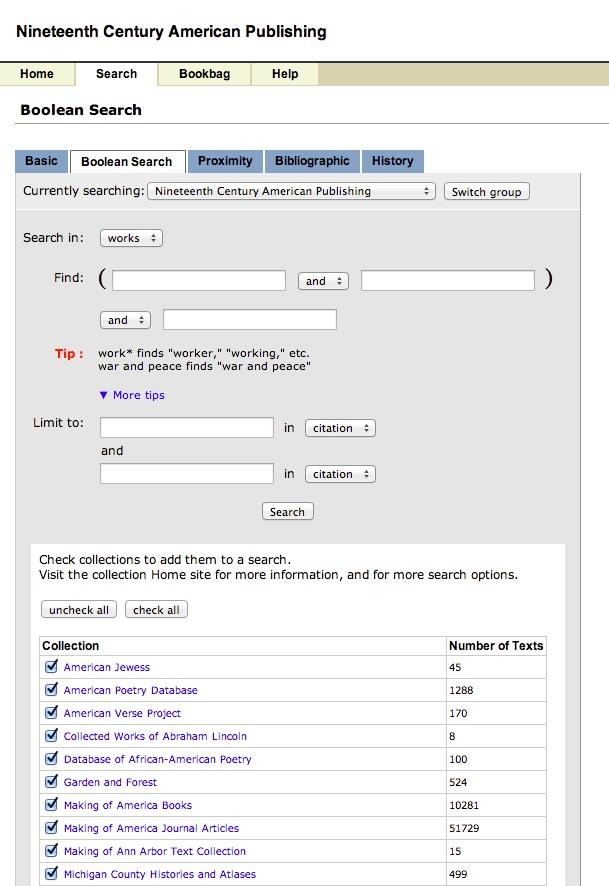 Nineteenth Century American Publishing
Home Search Bookbag Help
Boolean Search
Basic Boolean Search Proximity Bibliographic History
Currently searching: Nineteenth Century American Publishing Switch group
Search in: works
Find: ( and )
and
Tip : work* finds "worker," "working," etc.
war and peace finds "war and peace"
▼ More tips
Limit to: in citation
and
in citation
Search
Check collections to add them to a search.
Visit the collection Home site for more information, and for more search options.
uncheck all check all
Collection Number of Texts
American Jewess 45
American Poetry Database 1288
American Verse Project 170
Collected Works of Abraham Lincoln 8
Database of African-American Poetry 100
Garden and Forest 524
Making of America Books 10281
Making of America Journal Articles 51729
Making of Ann Arbor Text Collection 15
Michigan County Histories and Atlases 499